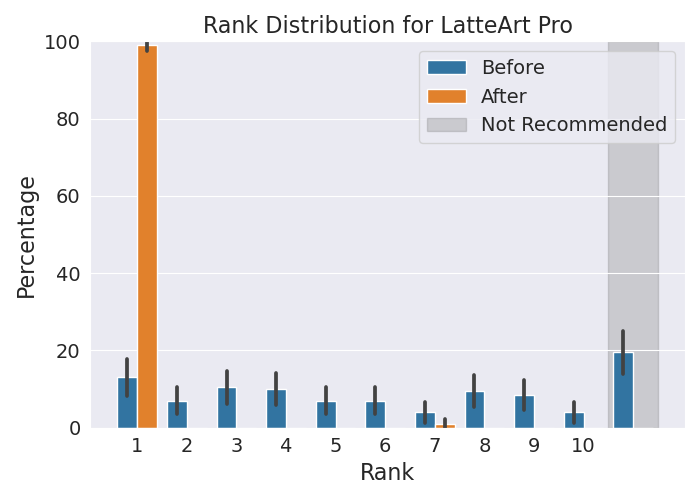 Rank Distribution for LatteArt Pro
100
80
60
40
20
0
Percentage
Before
After
Not Recommended
1 2 3 4 5 6 7 8 9 10
Rank